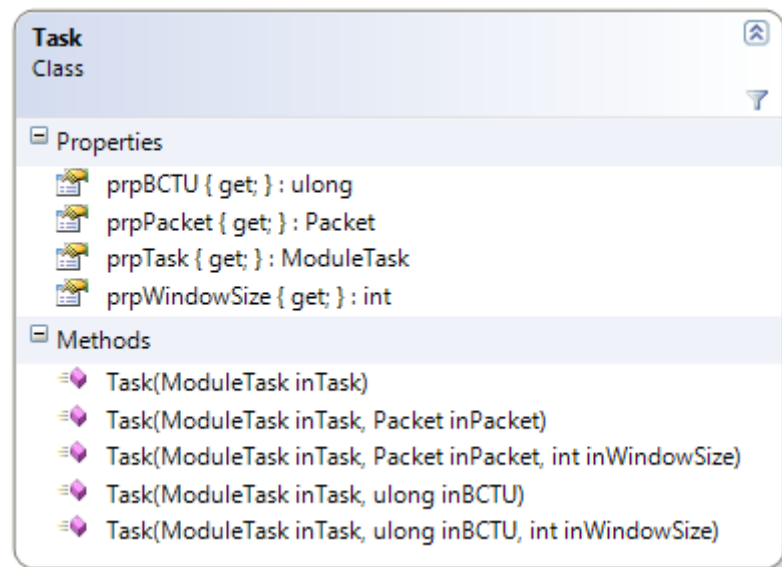 Task
Class
Properties
prpBCTU { get; } : ulong
prpPacket { get; } : Packet
prpTask { get; } : ModuleTask
prpWindowSize { get; } : int
Methods
Task(ModuleTask inTask)
Task(ModuleTask inTask, Packet inPacket)
Task(ModuleTask inTask, Packet inPacket, int inWindowSize)
Task(ModuleTask inTask, ulong inBCTU)
Task(ModuleTask inTask, ulong inBCTU, int inWindowSize)